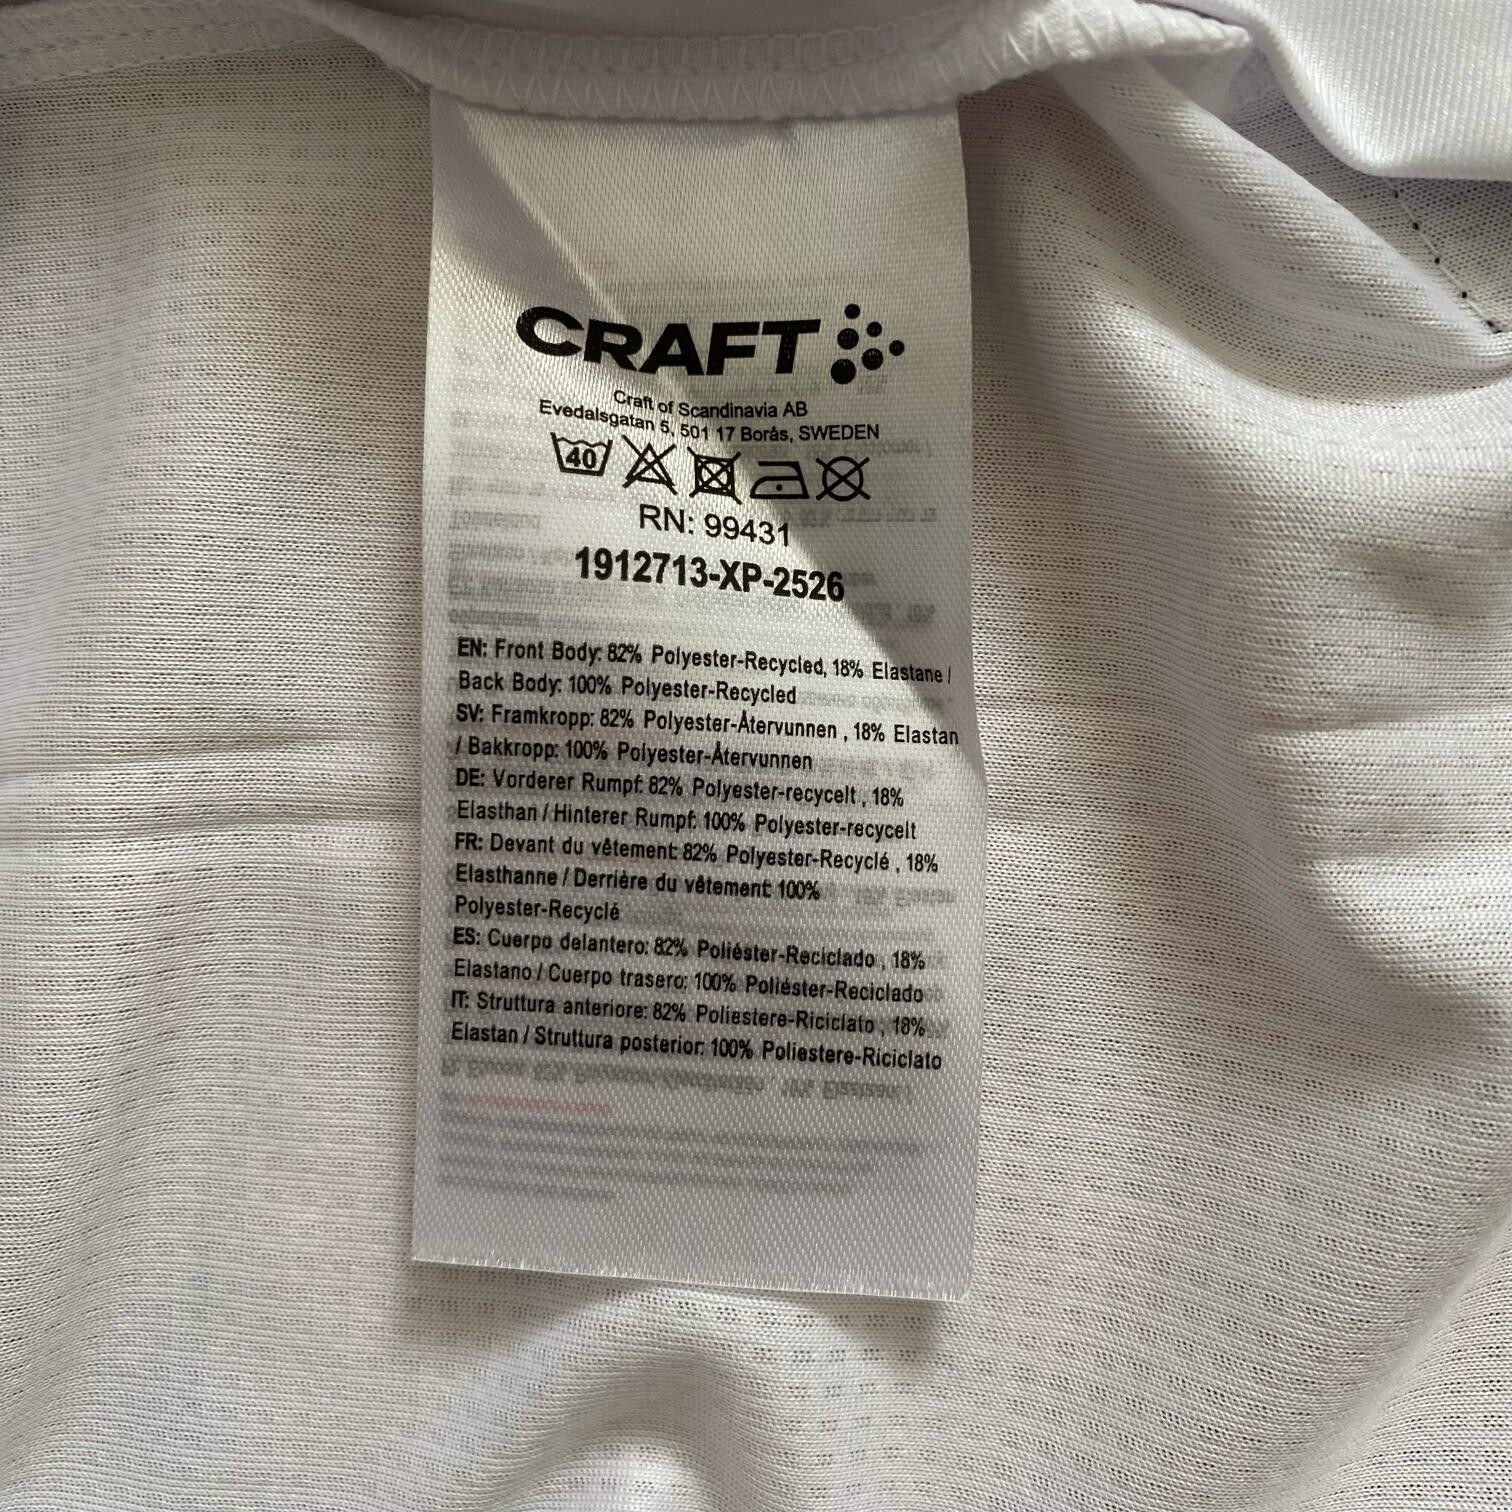 CRAFT
Craft of Scandinavia AB
Evedalsgatan 5, 501 17 Borås, SWEDEN
40
RN: 99431
1912713-XP-2526
EN: Front Body: 82% Polyester-Recycled, 18% Elastane /
Back Body: 100% Polyester-Recycled
SV: Framkropp: 82% Polyester-Återvunnen , 18% Elastan
/ Bakkropp: 100% Polyester-Återvunnen
DE: Vorderer Rumpf: 82% Polyester-recycelt , 18%
Elasthan / Hinterer Rumpf: 100% Polyester-recycelt
FR: Devant du vêtement: 82% Polyester-Recyclé , 18%
Elasthanne / Derrière du vêtement: 100%
Polyester-Recyclé
ES: Cuerpo delantero: 82% Poliéster-Reciclado , 18%
Elastano / Cuerpo trasero: 100% Poliéster-Reciclado
IT: Struttura anteriore: 82% Poliestere-Riciclato , 18%
Elastan / Struttura posterior: 100% Poliestere-Riciclato